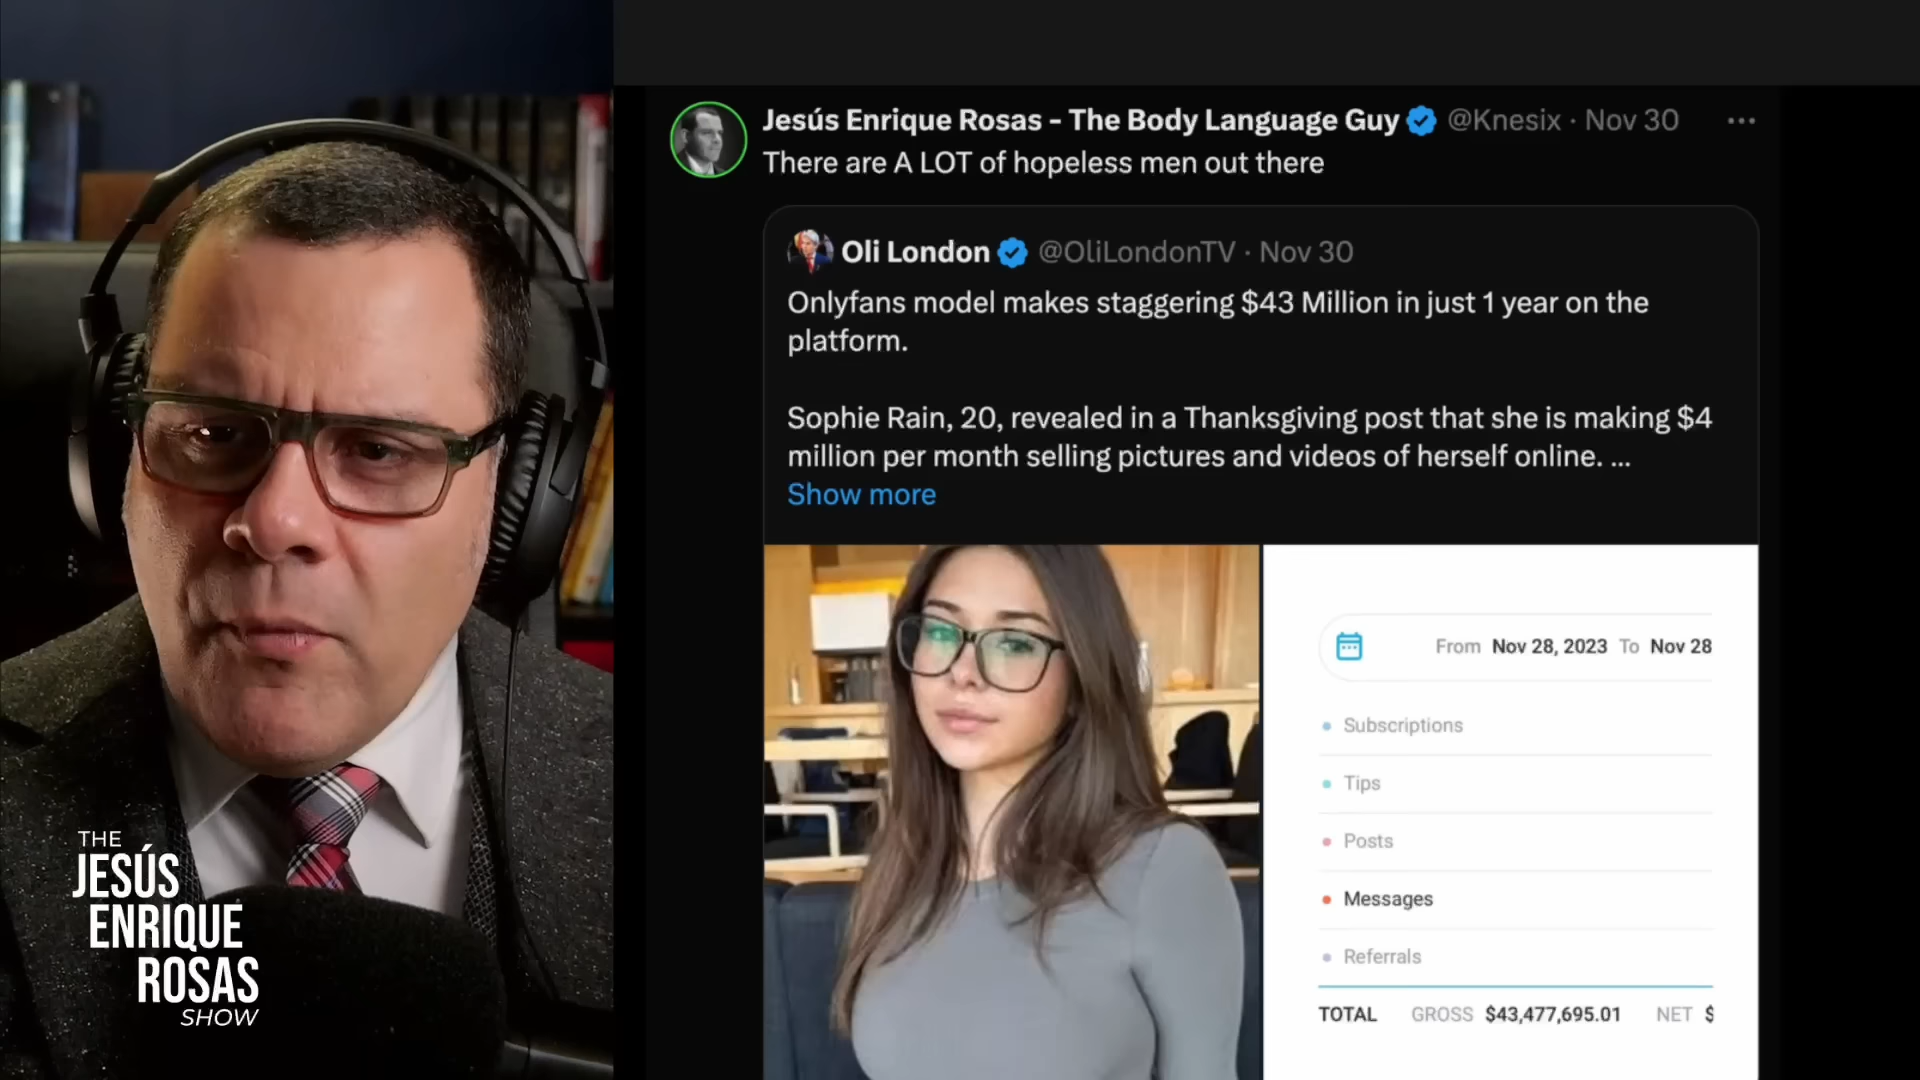 Jesús Enrique Rosas - The Body Language Guy @Knesix · Nov 30 ...
There are A LOT of hopeless men out there
Oli London @OliLondonTV · Nov 30
Onlyfans model makes staggering $43 Million in just 1 year on the
platform.
Sophie Rain, 20, revealed in a Thanksgiving post that she is making $4
million per month selling pictures and videos of herself online. ...
Show more
From Nov 28, 2023 To Nov 28
Subscriptions
Tips
Posts
Messages
Referrals
TOTAL GROSS $43,477,695.01 NET $
THE
JESÚS
ENRIQUE
ROSAS
SHOW